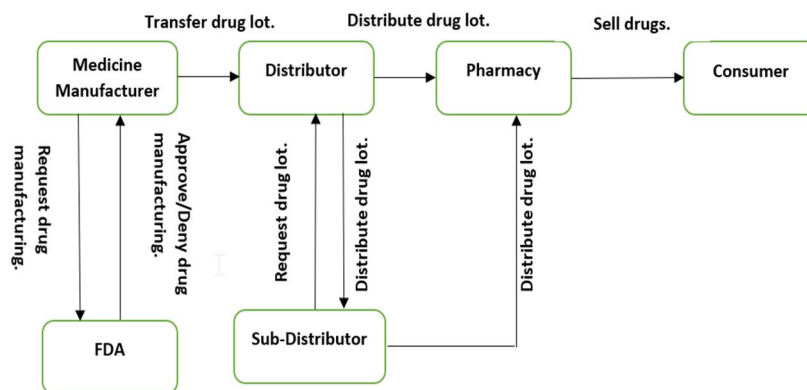 Transfer drug lot.
Distribute drug lot.
Sell drugs.
Medicine
Manufacturer
Distributor
Pharmacy
Consumer
Request drug
manufacturing.
Approve/Deny drug
manufacturing.
Request drug lot.
Distribute drug lot.
Distribute drug lot.
FDA
Sub-Distributor